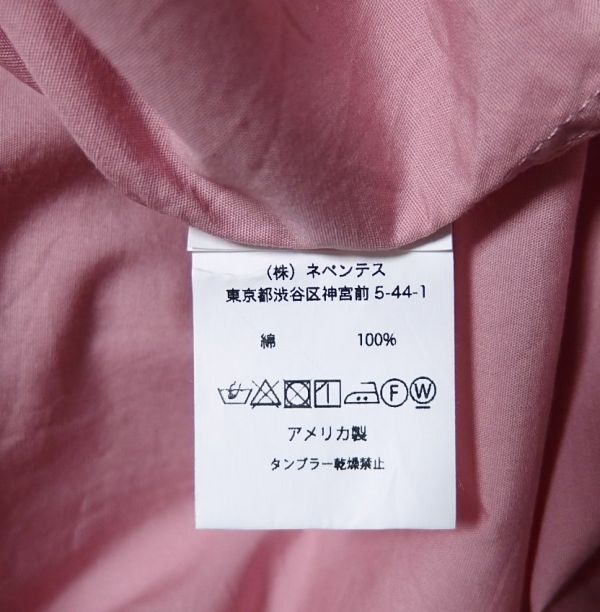 （株）ネペンテス
東京都渋谷区神宮前 5-44-1
綿 100%
F W
アメリカ製
タンブラー乾燥禁止